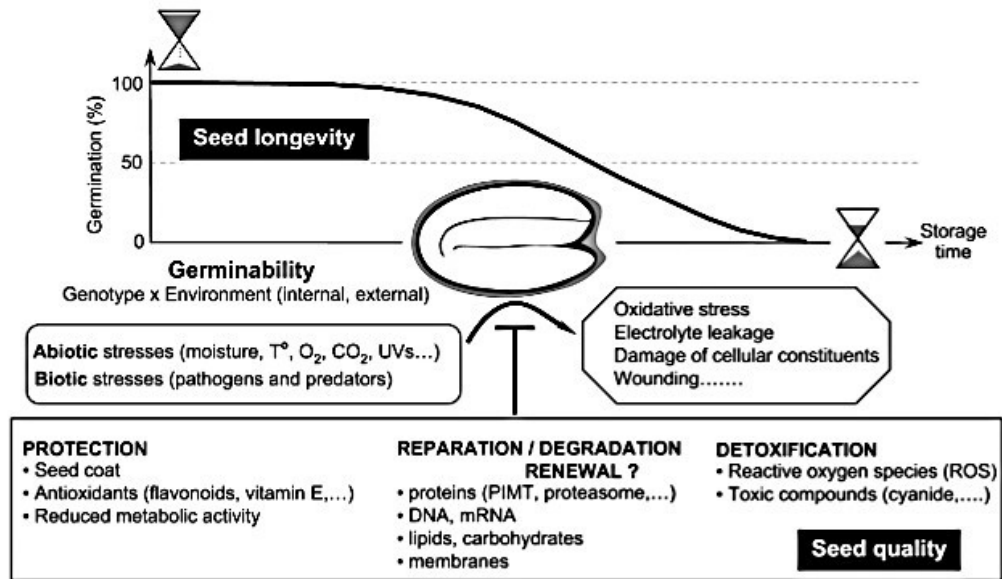 100
Germination (%)
Seed longevity
50
0
Storage
time
Germinability
Genotype x Environment (internal, external)
Abiotic stresses (moisture, T°, O₂, CO₂, UVs...)
Biotic stresses (pathogens and predators)
Oxidative stress
Electrolyte leakage
Damage of cellular constituents
Wounding.......
PROTECTION
• Seed coat
• Antioxidants (flavonoids, vitamin E,...)
• Reduced metabolic activity
REPARATION / DEGRADATION
RENEWAL ?
• proteins (PIMT, proteasome,...)
• DNA, mRNA
• lipids, carbohydrates
• membranes
DETOXIFICATION
• Reactive oxygen species (ROS)
• Toxic compounds (cyanide,....)
Seed quality